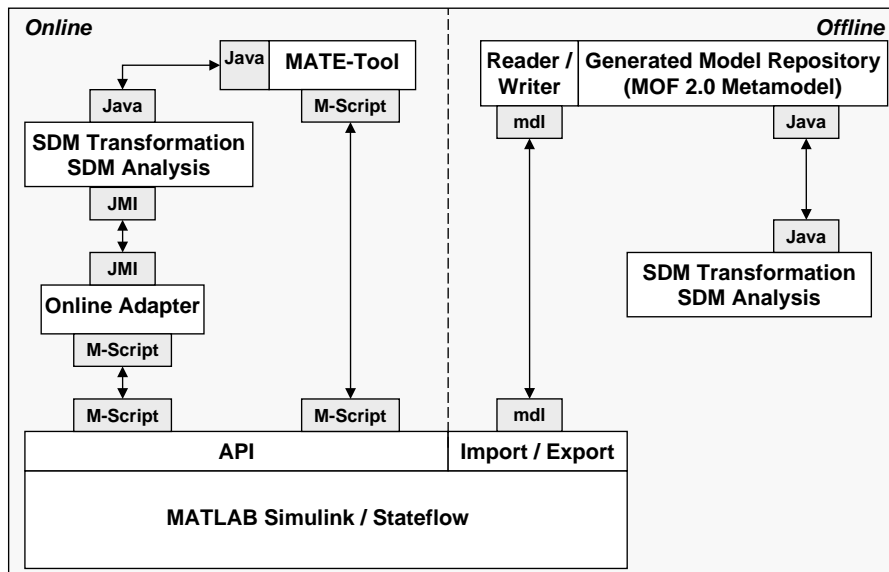 Online
Offline
Java
MATE-Tool
Reader /
Writer
Generated Model Repository
(MOF 2.0 Metamodel)
Java
M-Script
mdl
Java
SDM Transformation
SDM Analysis
JMI
Java
JMI
SDM Transformation
SDM Analysis
Online Adapter
M-Script
M-Script
M-Script
mdl
API
Import / Export
MATLAB Simulink / Stateflow